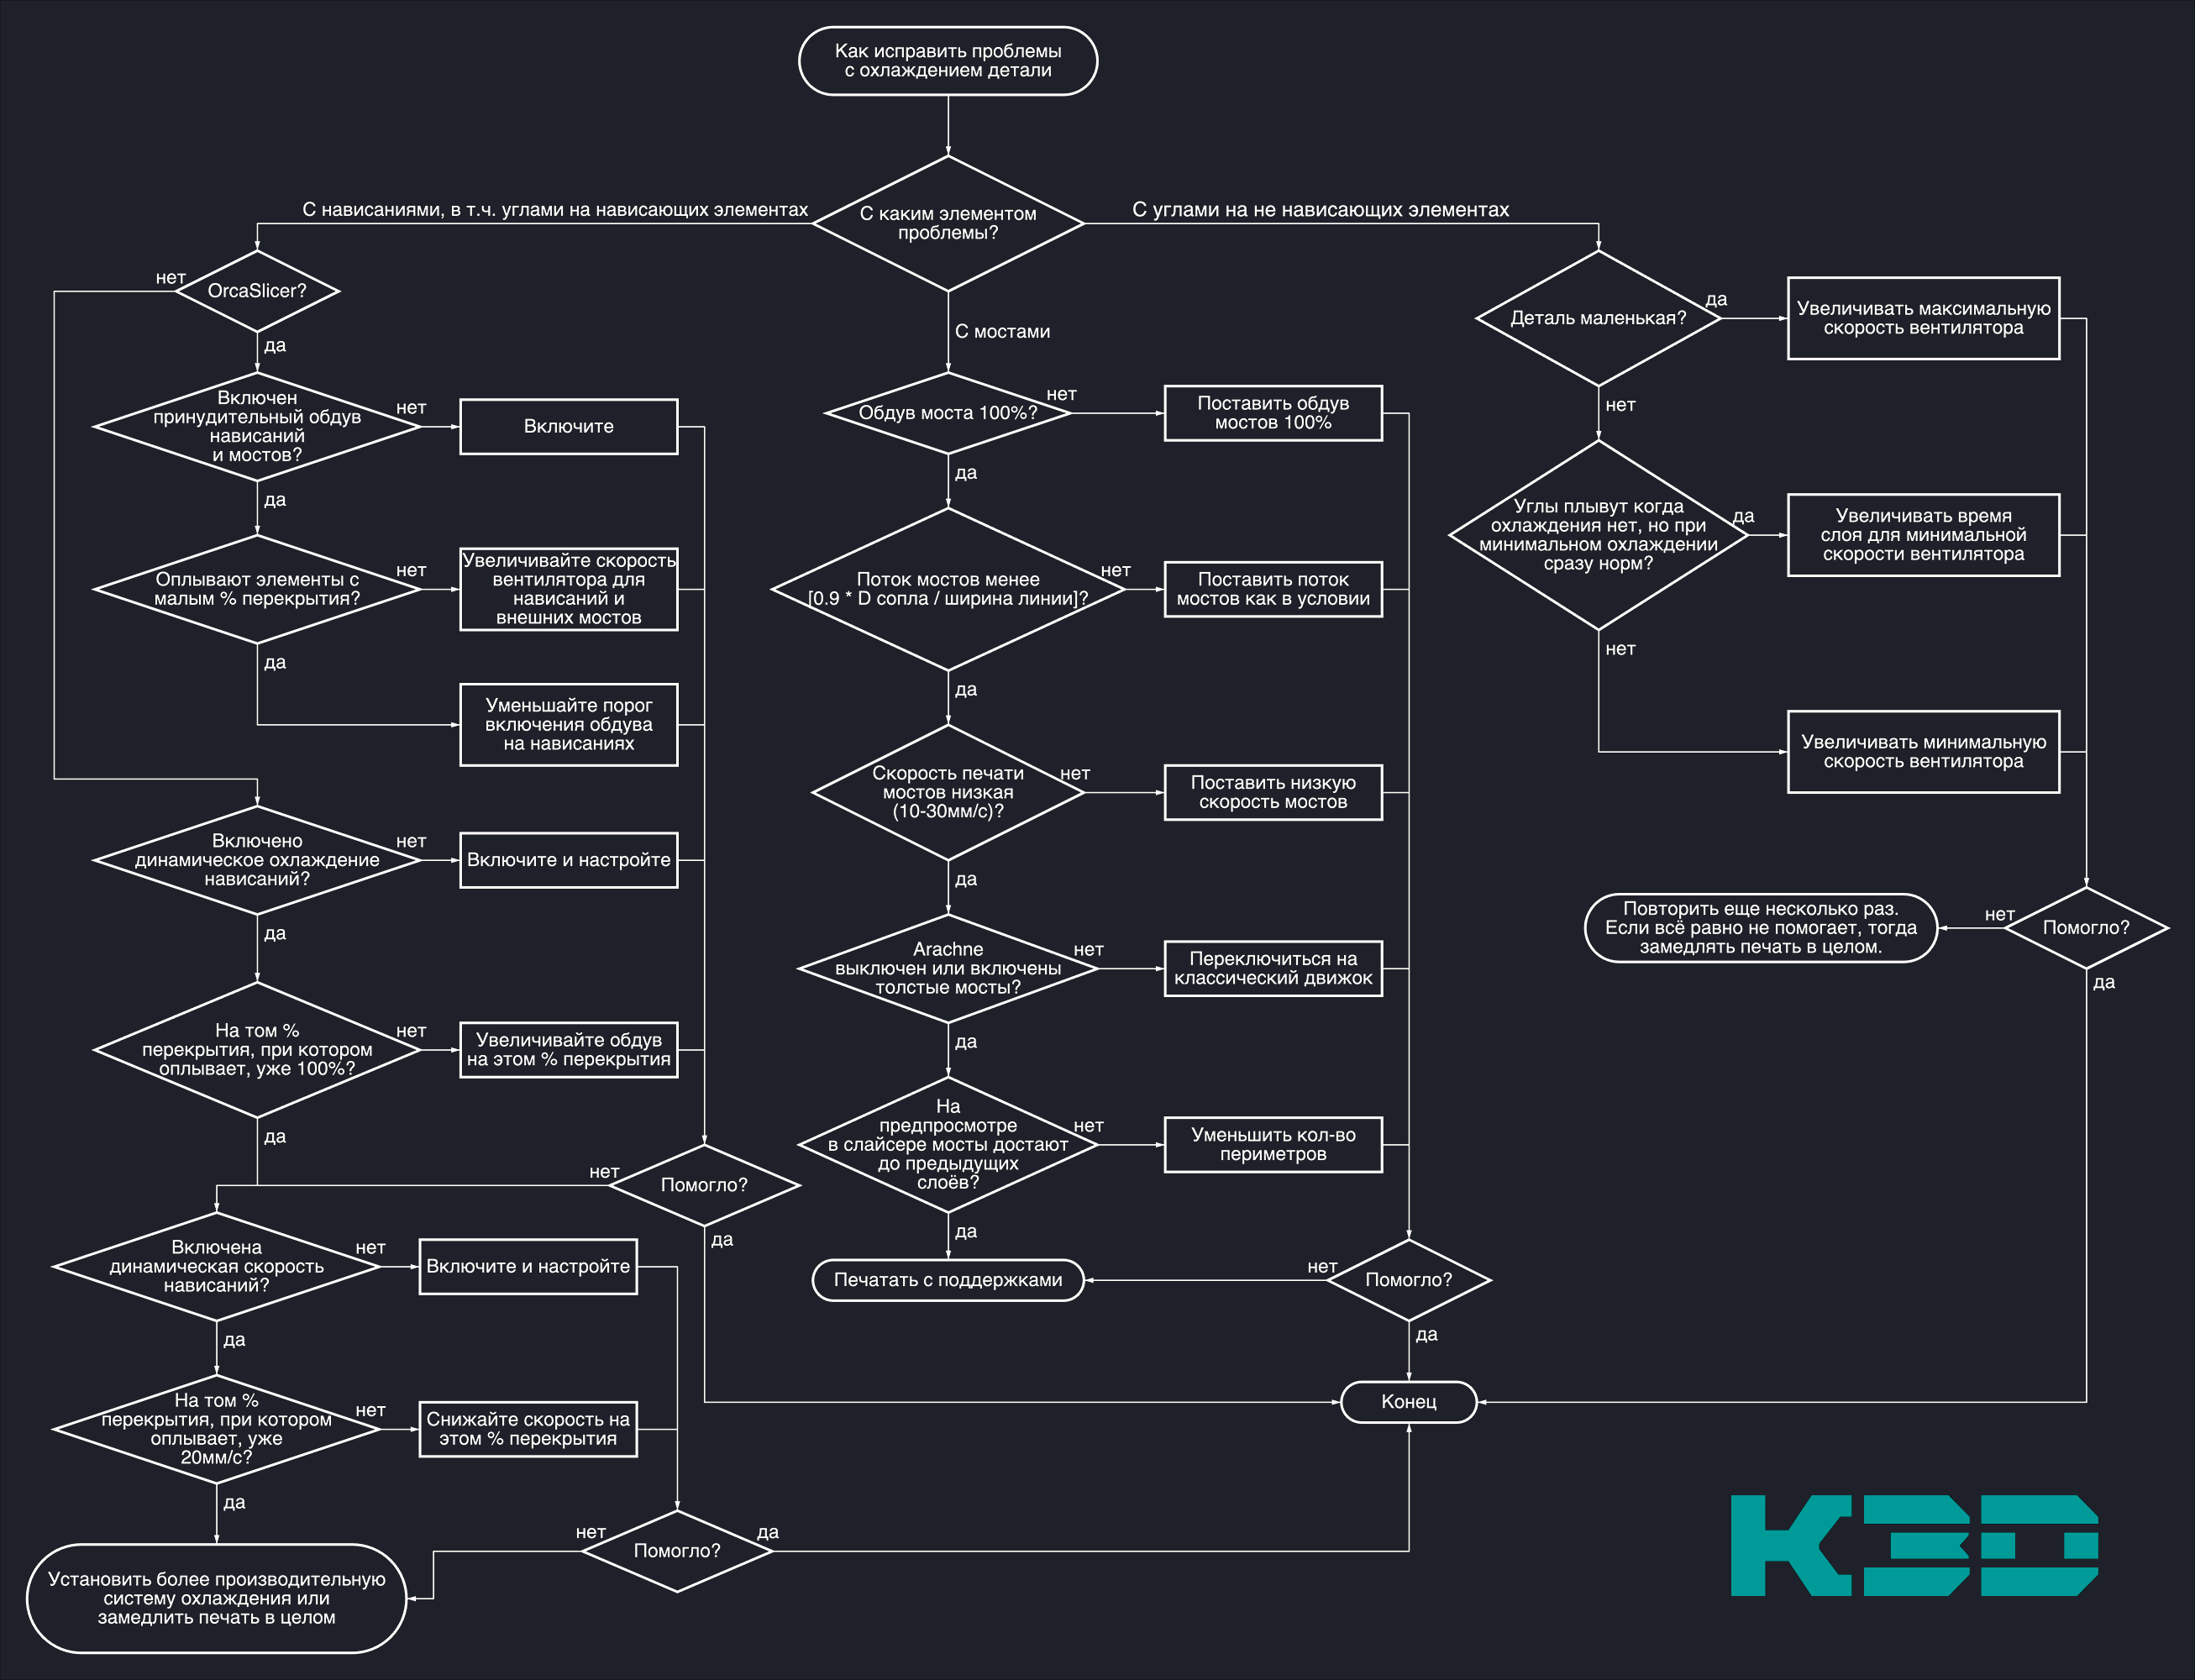 Как исправить проблемы
с охлаждением детали
С каким элементом
проблемы?
С нависаниями, в т.ч. углами на нависающих элементах
С углами на не нависающих элементах
С мостами
OrcaSlicer?
нет
да
Включен
принудительный обдув
нависаний
и мостов?
нет
да
Включите
Оплывают элементы с
малым % перекрытия?
нет
да
Увеличивайте скорость
вентилятора для
нависаний и
внешних мостов
Уменьшайте порог
включения обдува
на нависаниях
Включено
динамическое охлаждение
нависаний?
нет
да
Включите и настройте
На том %
перекрытия, при котором
оплывает, уже 100%?
нет
да
Увеличивайте обдув
на этом % перекрытия
Помогло?
нет
да
Включена
динамическая скорость
нависаний?
нет
да
Включите и настройте
На том %
перекрытия, при котором
оплывает, уже
20мм/с?
нет
да
Снижайте скорость на
этом % перекрытия
Помогло?
нет
да
Установить более производительную
систему охлаждения или
замедлить печать в целом
Обдув моста 100%?
нет
да
Поставить обдув
мостов 100%
Поток мостов менее
[0.9 * D сопла / ширина линии]?
нет
да
Поставить поток
мостов как в условии
Скорость печати
мостов низкая
(10-30мм/с)?
нет
да
Поставить низкую
скорость мостов
Arachne
выключен или включены
толстые мосты?
нет
да
Переключиться на
классический движок
На
предпросмотре
в слайсере мосты достают
до предыдущих
слоёв?
нет
да
Уменьшить кол-во
периметров
Печатать с поддержками
Помогло?
нет
да
Конец
Деталь маленькая?
да
нет
Увеличивать максимальную
скорость вентилятора
Углы плывут когда
охлаждения нет, но при
минимальном охлаждении
сразу норм?
да
нет
Увеличивать время
слоя для минимальной
скорости вентилятора
Увеличивать минимальную
скорость вентилятора
Помогло?
нет
да
Повторить еще несколько раз.
Если всё равно не помогает, тогда
замедлять печать в целом.
K3D